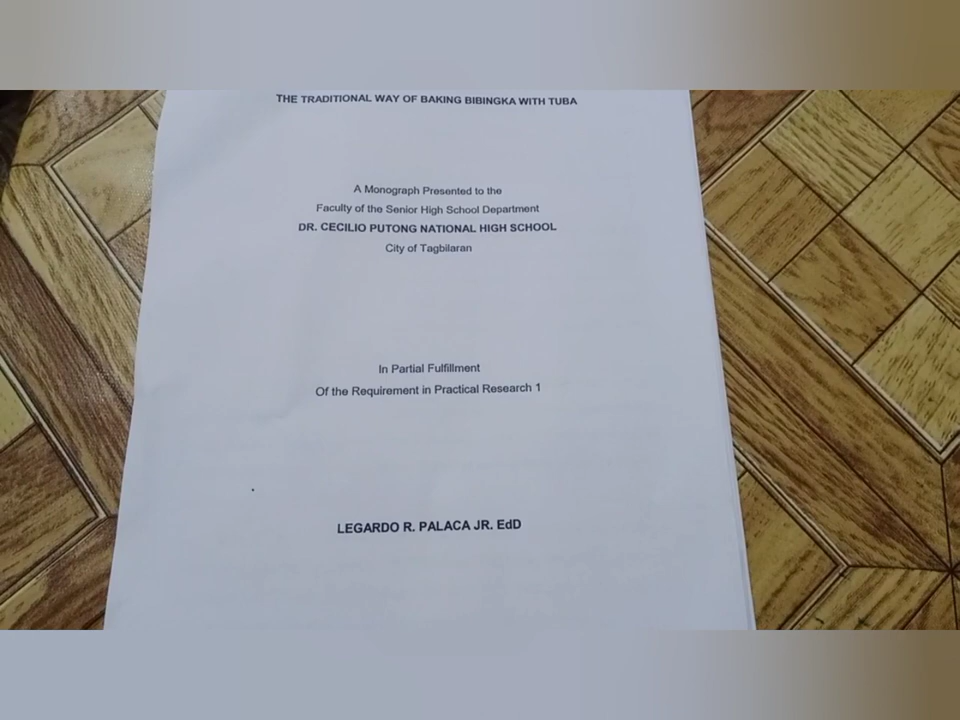 THE TRADITIONAL WAY OF BAKING BIBINGKA WITH TUBA
A Monograph Presented to the
Faculty of the Senior High School Department
DR. CECILIO PUTONG NATIONAL HIGH SCHOOL
City of Tagbilaran
In Partial Fulfillment
Of the Requirement in Practical Research 1
LEGARDO R. PALACA JR. EdD